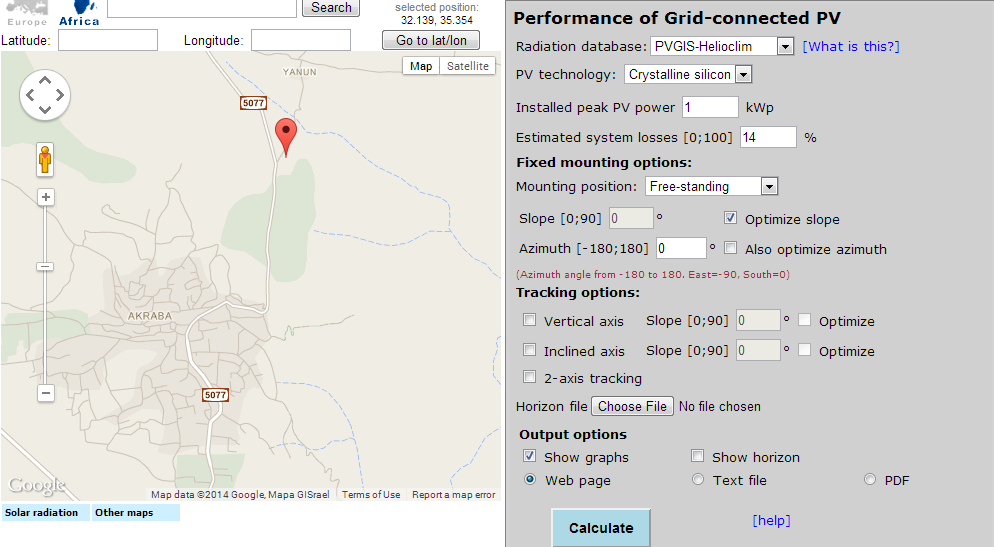 Europe
Africa
Search
selected position:
32.139, 35.354
Latitude:
Longitude:
Go to lat/lon
Map
Satellite
YANUN
5077
AKRABA
5077
Google
Map data ©2014 Google, Mapa GISrael
Terms of Use
Report a map error
Solar radiation
Other maps
Performance of Grid-connected PV
Radiation database: PVGIS-Helioclim [What is this?]
PV technology: Crystalline silicon
Installed peak PV power 1 kWp
Estimated system losses [0;100] 14 %
Fixed mounting options:
Mounting position: Free-standing
Slope [0;90] 0 ° Optimize slope
Azimuth [-180;180] 0 ° Also optimize azimuth
(Azimuth angle from -180 to 180. East=-90, South=0)
Tracking options:
Vertical axis Slope [0;90] 0 ° Optimize
Inclined axis Slope [0;90] 0 ° Optimize
2-axis tracking
Horizon file Choose File No file chosen
Output options
Show graphs Show horizon
Web page Text file PDF
Calculate [help]